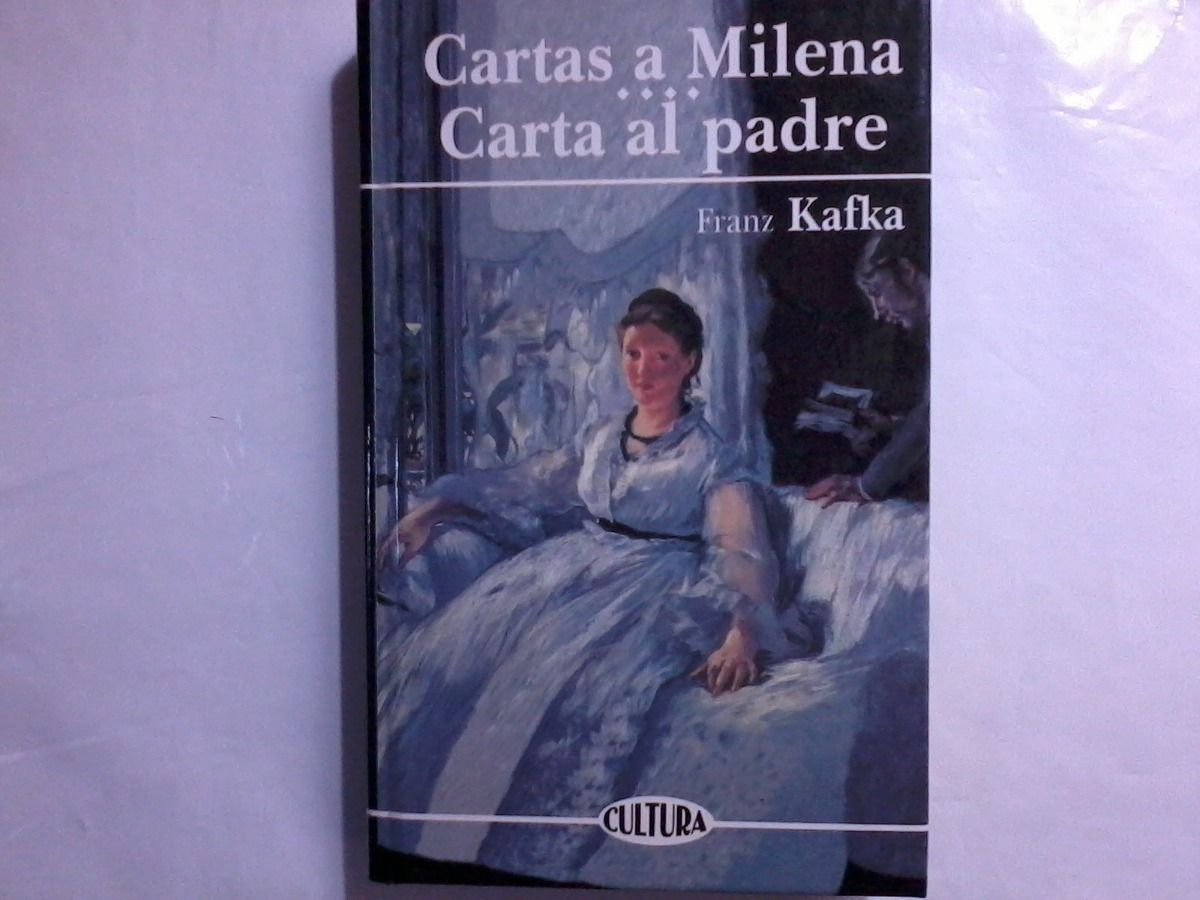 Cartas a Milena
....
Carta al padre
Franz Kafka
CULTURA